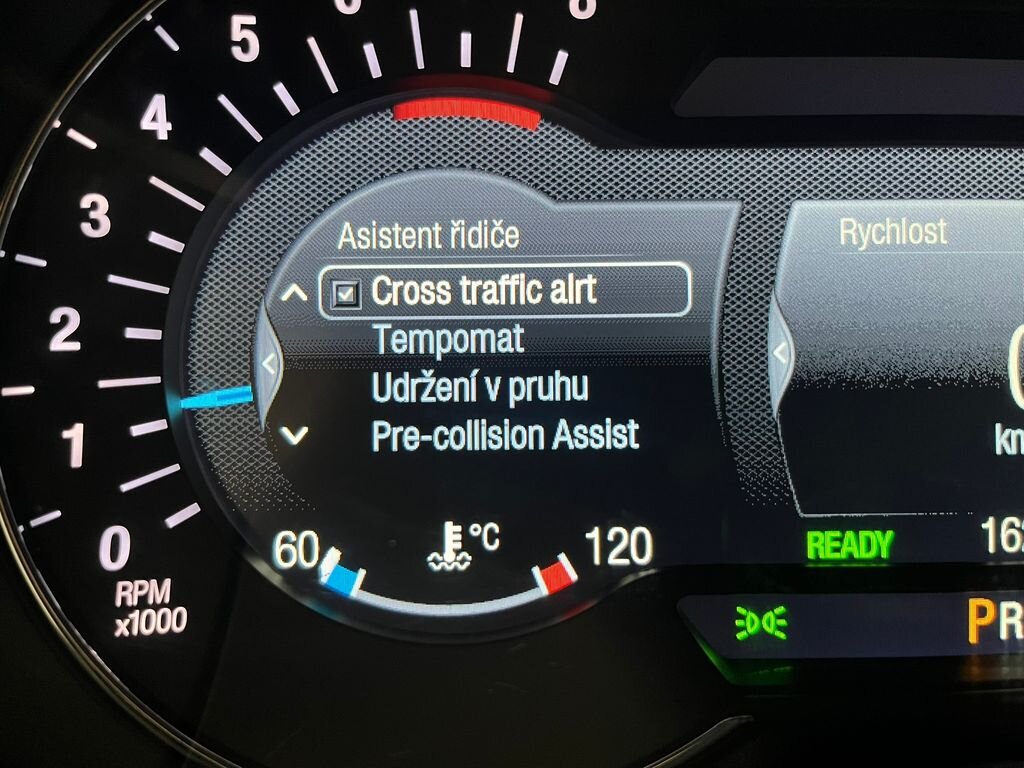 5
4
3
2
1
0
RPM
x1000
Asistent řidiče
Cross traffic alrt
Tempomat
Udržení v pruhu
Pre-collision Assist
60
°C
120
Rychlost
READY
PR